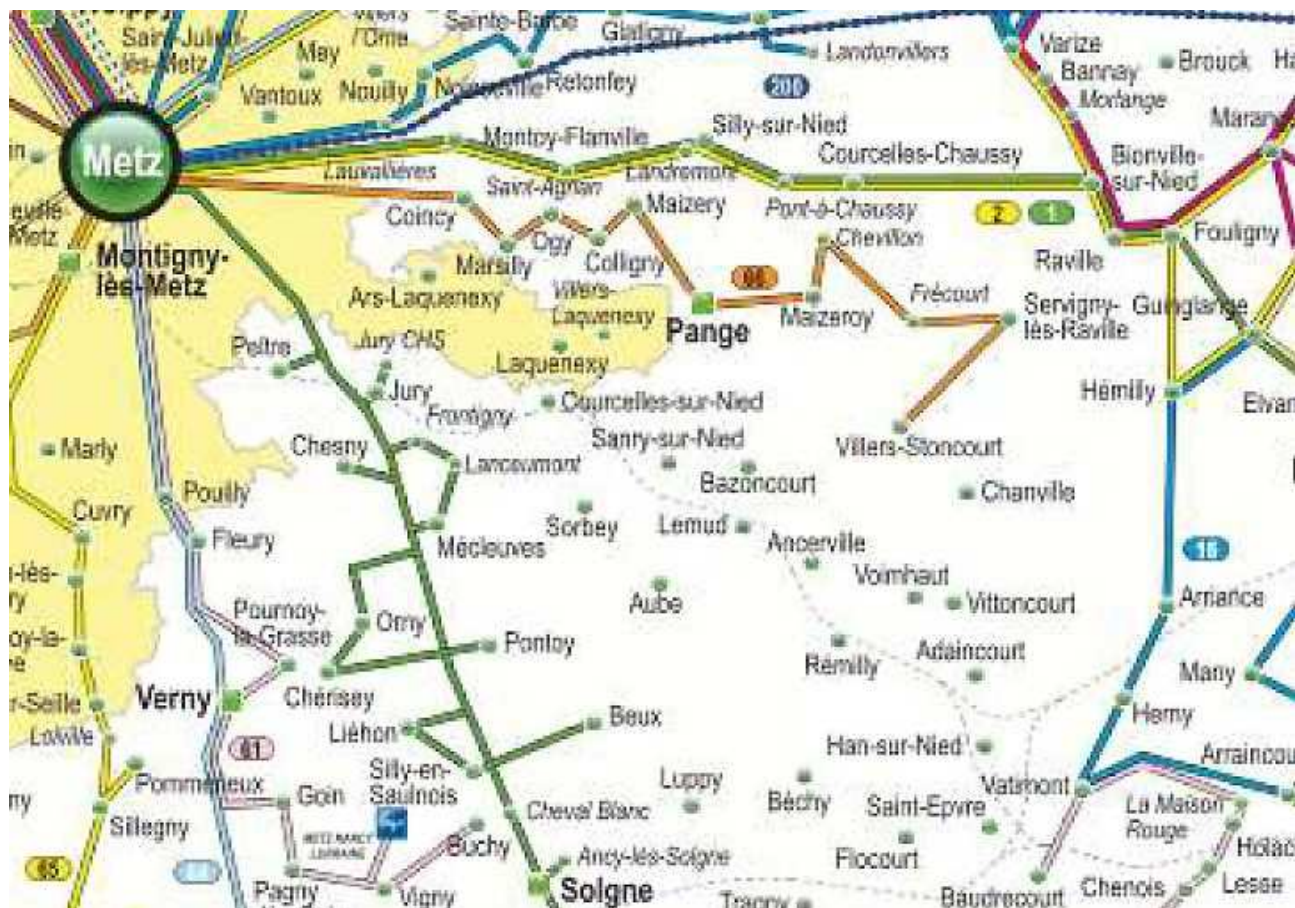 Sainte-Barbe
Glatigny
Landonvillers
Varize
Bannay
Morlange
Brouck
Saint-Julien-
lès-Metz
Mey
Vantoux
Nouilly
Noisseville
Retonfey
200
Metz
Montoy-Flanville
Silly-sur-Nied
Courcelles-Chaussy
Bionville-
sur-Nied
Lauvallières
Saint-Agnan
Landremont
Pont-à-Chaussy
2
1
Coincy
Ogy
Maizery
Chevillon
Fouligny
Montigny-
lès-Metz
Marsilly
Colligny
Raville
Ars-Laquenexy
Villers-
Laquenexy
Laquenexy
Pange
Maizeroy
Frécourt
Servigny-
lès-Raville
Guinglange
Peltre
Jury CHS
Jury
Frontigny
Courcelles-sur-Nied
Hémilly
Marly
Chesny
Lanceumont
Sanry-sur-Nied
Bazoncourt
Villers-Stoncourt
Chanville
Pouilly
Cuvry
Fleury
Mécleuves
Sorbey
Lemud
Ancerville
16
Voimhaut
Vittoncourt
Arriance
Aube
Pournoy-
la-Grasse
Orny
Pontoy
Rémilly
Adaincourt
Many
Verny
Chérisey
Herny
Loiville
Liéhon
Beux
Han-sur-Nied
61
Silly-en-
Saulnois
Luppy
Béchy
Vatimont
Pommérieux
Goin
Cheval Blanc
Saint-Epvre
La Maison
Rouge
Sillegny
METZ NANCY
LORRAINE
Buchy
Flocourt
65
Ancy-lès-Solgne
Pagny
Vigny
Solgne
Baudrecourt
Chenois
Lesse